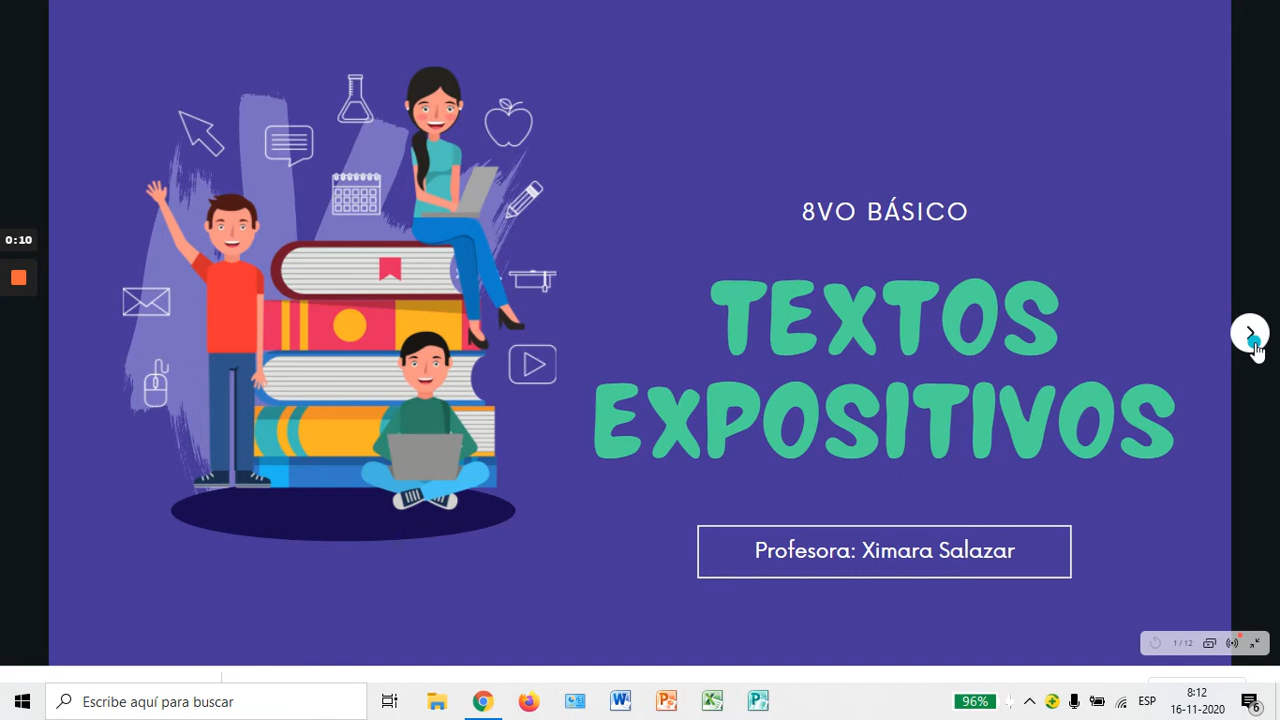 8VO BÁSICO
TEXTOS
EXPOSITIVOS
Profesora: Ximara Salazar
0:10
1 / 12
Escribe aquí para buscar
96%
ESP
8:12
16-11-2020
6